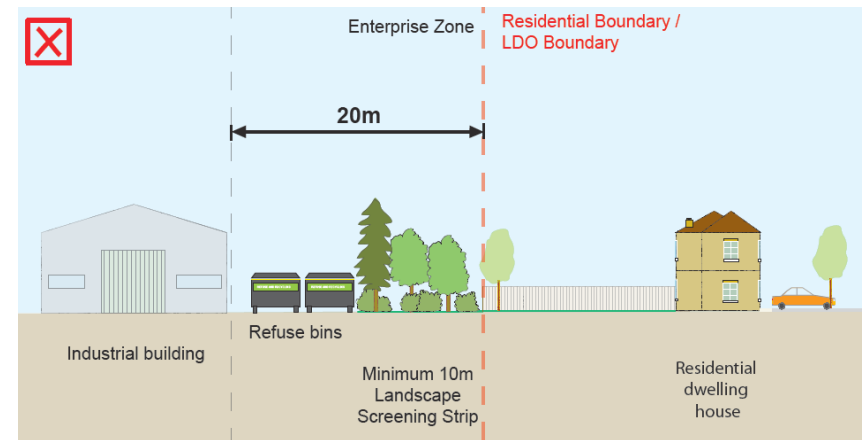 Enterprise Zone
Residential Boundary /
LDO Boundary
20m
Industrial building
Refuse bins
Minimum 10m
Landscape
Screening Strip
Residential
dwelling
house